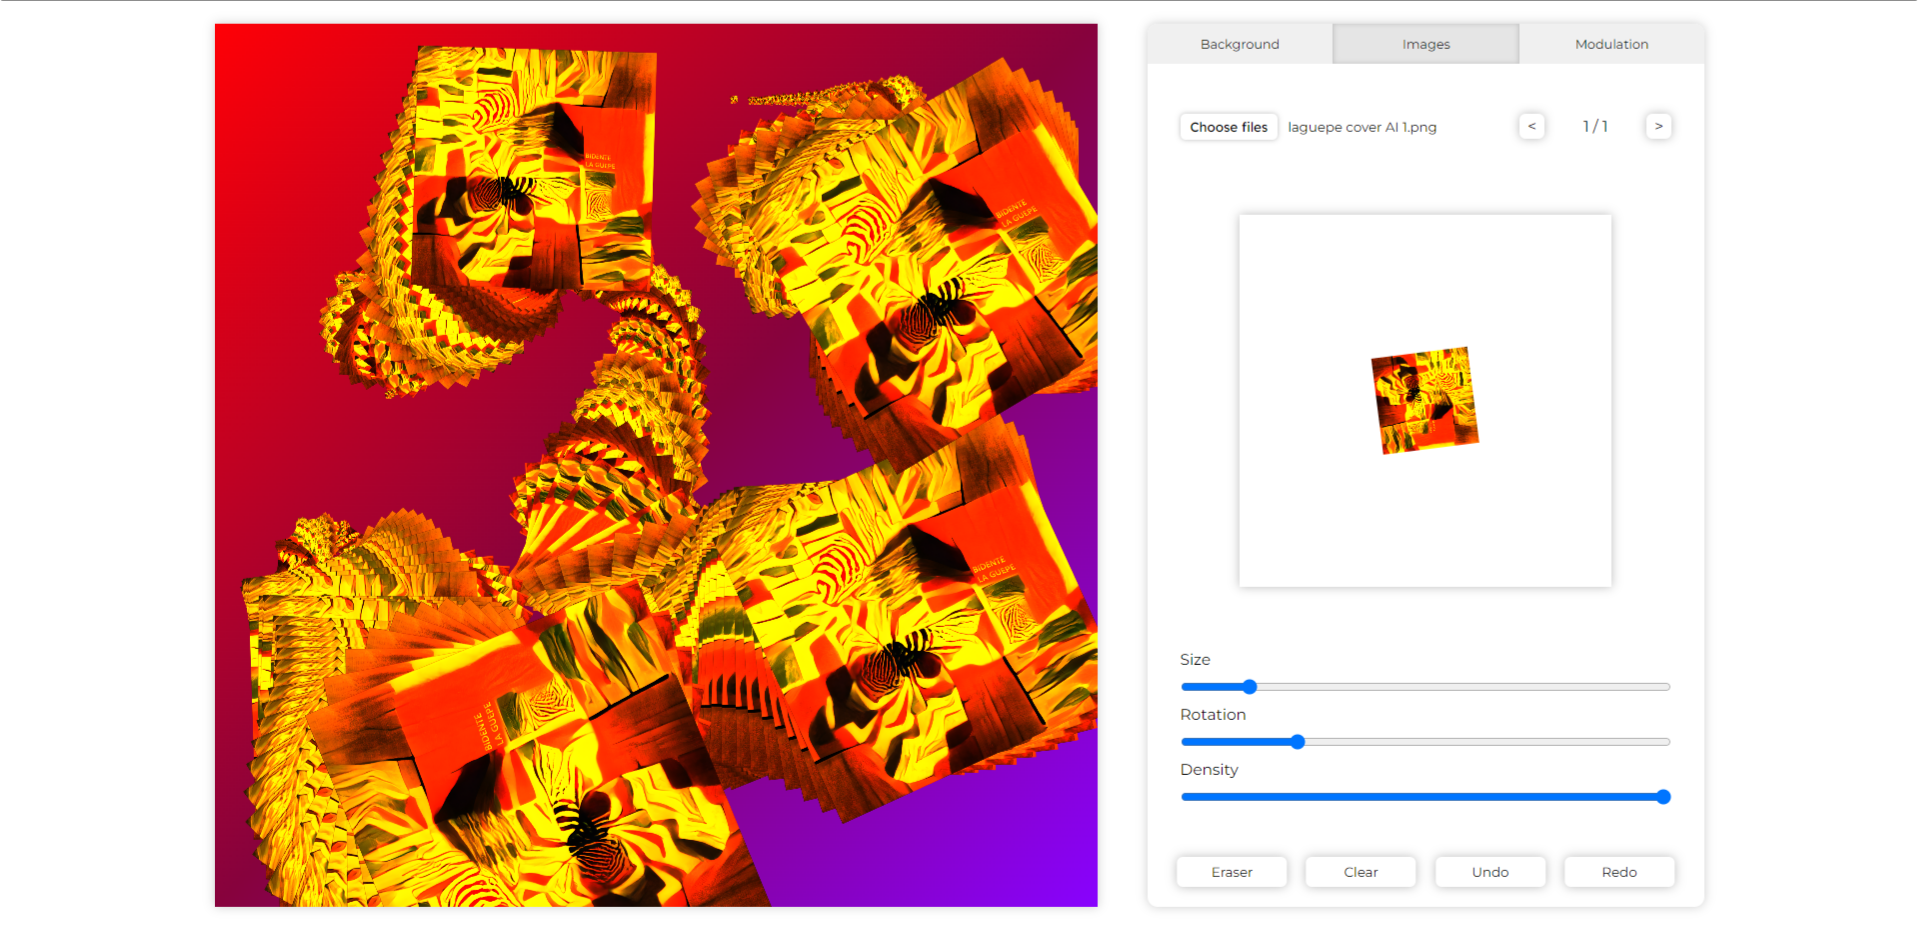 Background
Images
Modulation
Choose files
laguepe cover AI 1.png
<
1 / 1
>
BIDENTE
LA GUEPE
BIDENTE
LA GUEPE
BIDENTE
LA GUEPE
BIDENTE
LA GUEPE
Size
Rotation
Density
Eraser
Clear
Undo
Redo